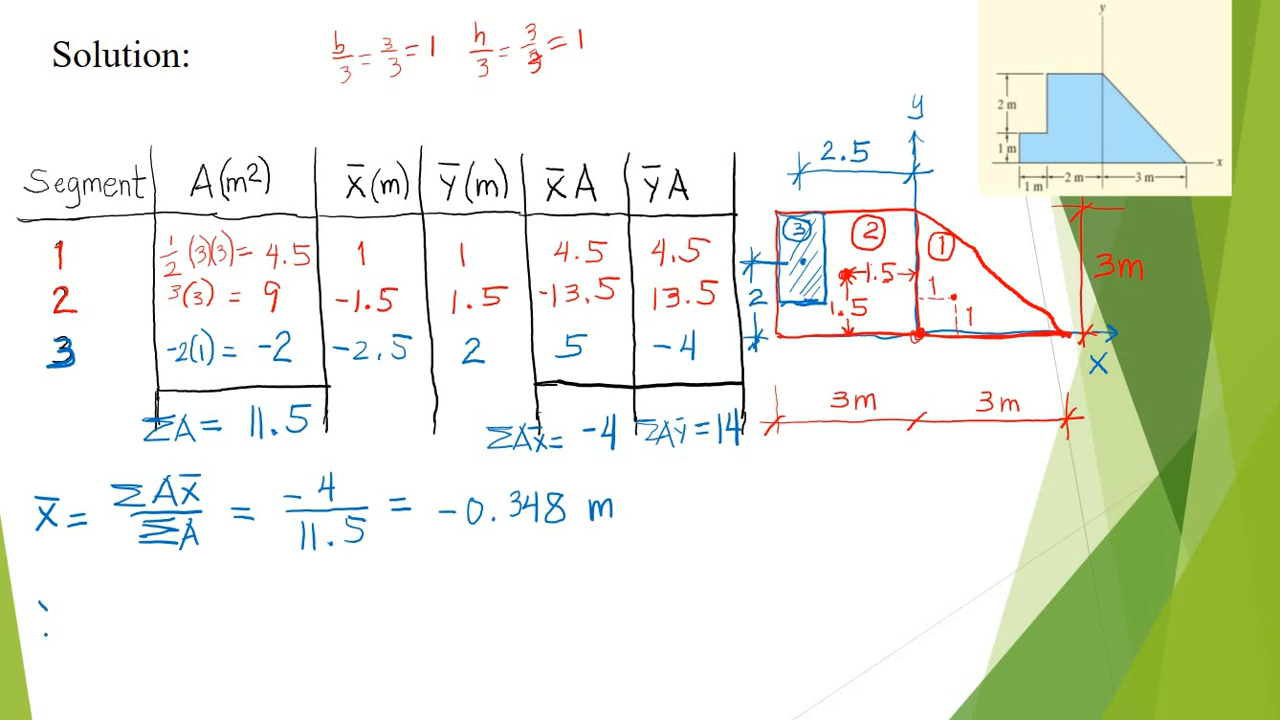 Solution:
b/3 = 3/3 = 1 h/3 = 3/3 = 1
y
2 m
1 m
x
1 m 2 m 3 m
Segment A(m²) x̄(m) ȳ(m) x̄A ȳA
1 1/2 (3)(3) = 4.5 1 1 4.5 4.5
2 3(3) = 9 -1.5 1.5 -13.5 13.5
3 -2(1) = -2 -2.5 2 5 -4
ΣA = 11.5 ΣAx̄ = -4 ΣAȳ = 14
y
2.5
3 2 1
1.5
3m
2 1.5 1 1
x
3m 3m
x̄ = ΣAx̄/ΣA = -4/11.5 = -0.348 m